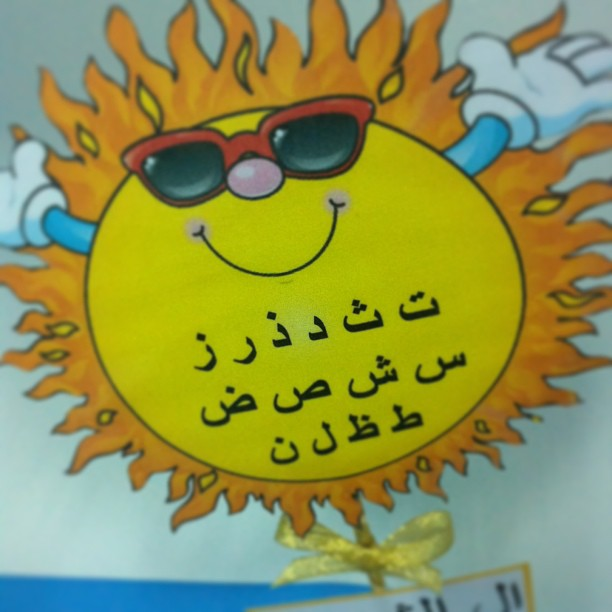 ت ث د ذ ر ز
س ش ص ض
ط ظ ل ن